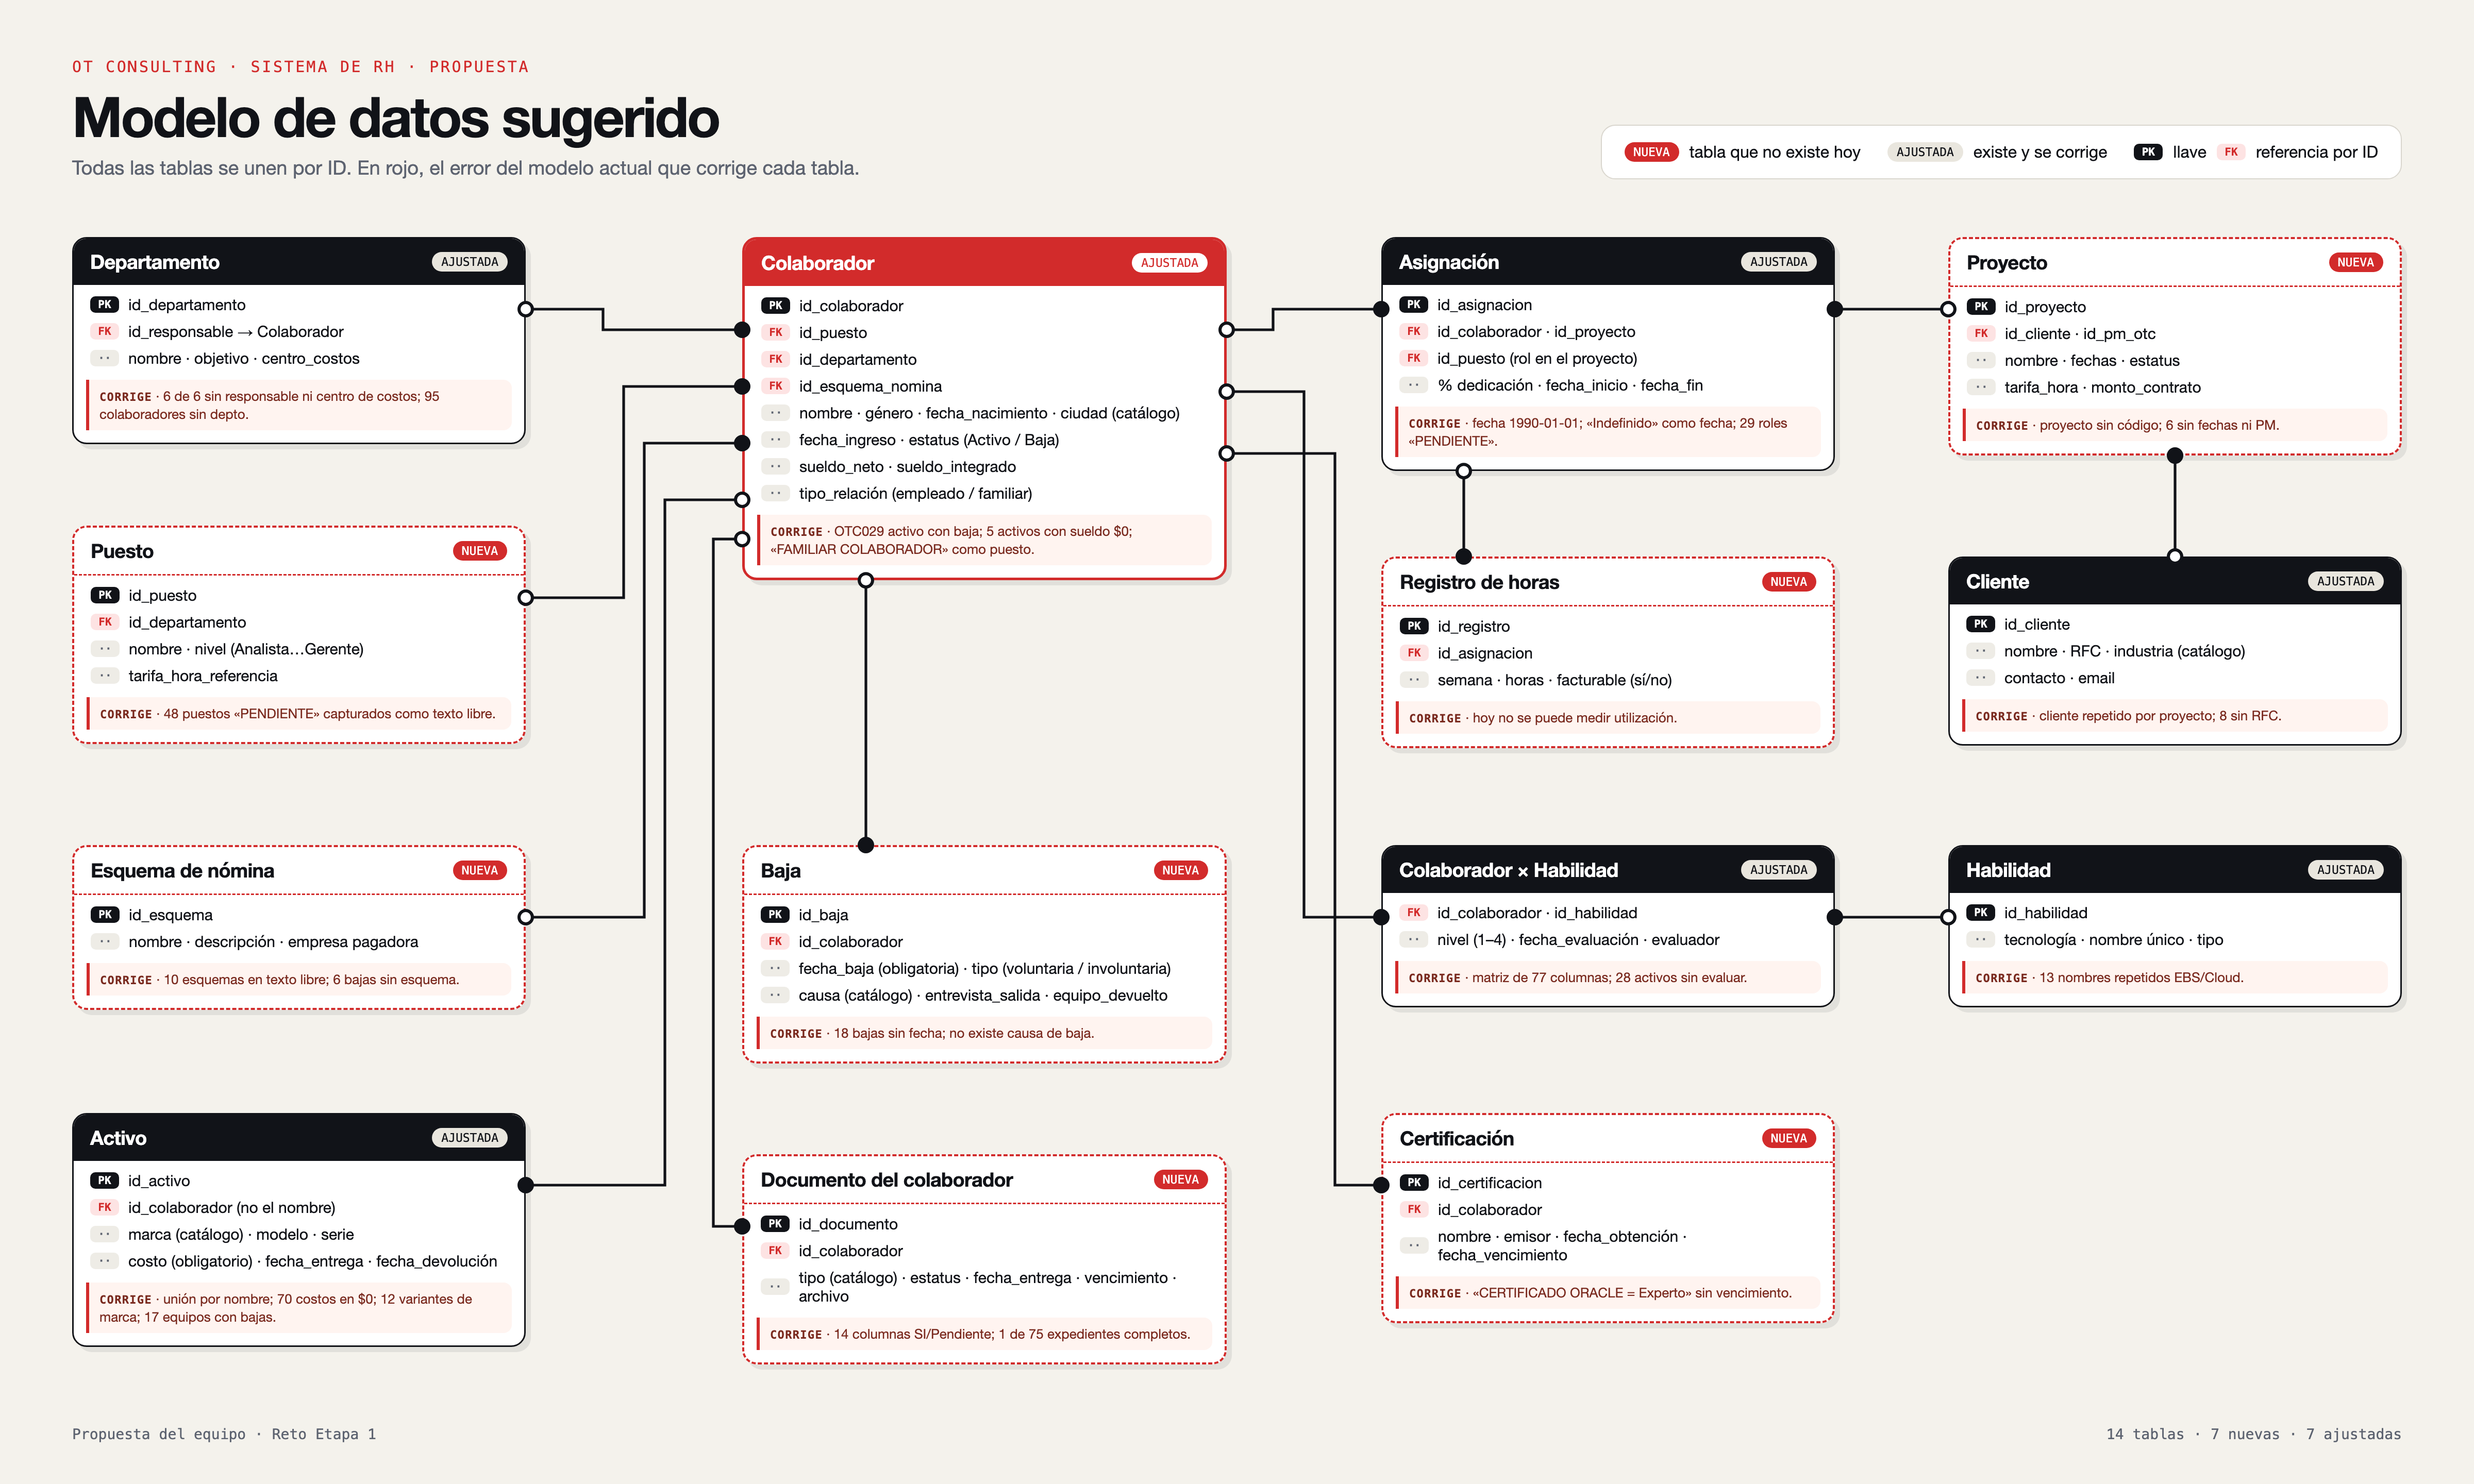 OT CONSULTING · SISTEMA DE RH · PROPUESTA
Modelo de datos sugerido
Todas las tablas se unen por ID. En rojo, el error del modelo actual que corrige cada tabla.
NUEVA tabla que no existe hoy AJUSTADA existe y se corrige PK llave FK referencia por ID
Departamento AJUSTADA
PK id_departamento
FK id_responsable → Colaborador
·· nombre · objetivo · centro_costos
CORRIGE · 6 de 6 sin responsable ni centro de costos; 95
colaboradores sin depto.
Colaborador AJUSTADA
PK id_colaborador
FK id_puesto
FK id_departamento
FK id_esquema_nomina
·· nombre · género · fecha_nacimiento · ciudad (catálogo)
·· fecha_ingreso · estatus (Activo / Baja)
·· sueldo_neto · sueldo_integrado
·· tipo_relación (empleado / familiar)
CORRIGE · OTC029 activo con baja; 5 activos con sueldo $0;
«FAMILIAR COLABORADOR» como puesto.
Asignación AJUSTADA
PK id_asignacion
FK id_colaborador · id_proyecto
FK id_puesto (rol en el proyecto)
·· % dedicación · fecha_inicio · fecha_fin
CORRIGE · fecha 1990-01-01; «Indefinido» como fecha; 29 roles
«PENDIENTE».
Proyecto NUEVA
PK id_proyecto
FK id_cliente · id_pm_otc
·· nombre · fechas · estatus
·· tarifa_hora · monto_contrato
CORRIGE · proyecto sin código; 6 sin fechas ni PM.
Puesto NUEVA
PK id_puesto
FK id_departamento
·· nombre · nivel (Analista…Gerente)
·· tarifa_hora_referencia
CORRIGE · 48 puestos «PENDIENTE» capturados como texto libre.
Registro de horas NUEVA
PK id_registro
FK id_asignacion
·· semana · horas · facturable (sí/no)
CORRIGE · hoy no se puede medir utilización.
Cliente AJUSTADA
PK id_cliente
·· nombre · RFC · industria (catálogo)
·· contacto · email
CORRIGE · cliente repetido por proyecto; 8 sin RFC.
Esquema de nómina NUEVA
PK id_esquema
·· nombre · descripción · empresa pagadora
CORRIGE · 10 esquemas en texto libre; 6 bajas sin esquema.
Baja NUEVA
PK id_baja
FK id_colaborador
·· fecha_baja (obligatoria) · tipo (voluntaria / involuntaria)
·· causa (catálogo) · entrevista_salida · equipo_devuelto
CORRIGE · 18 bajas sin fecha; no existe causa de baja.
Colaborador × Habilidad AJUSTADA
FK id_colaborador · id_habilidad
·· nivel (1–4) · fecha_evaluación · evaluador
CORRIGE · matriz de 77 columnas; 28 activos sin evaluar.
Habilidad AJUSTADA
PK id_habilidad
·· tecnología · nombre único · tipo
CORRIGE · 13 nombres repetidos EBS/Cloud.
Activo AJUSTADA
PK id_activo
FK id_colaborador (no el nombre)
·· marca (catálogo) · modelo · serie
·· costo (obligatorio) · fecha_entrega · fecha_devolución
CORRIGE · unión por nombre; 70 costos en $0; 12 variantes de
marca; 17 equipos con bajas.
Documento del colaborador NUEVA
PK id_documento
FK id_colaborador
·· tipo (catálogo) · estatus · fecha_entrega · vencimiento ·
archivo
CORRIGE · 14 columnas SI/Pendiente; 1 de 75 expedientes completos.
Certificación NUEVA
PK id_certificacion
FK id_colaborador
·· nombre · emisor · fecha_obtención ·
fecha_vencimiento
CORRIGE · «CERTIFICADO ORACLE = Experto» sin vencimiento.
Propuesta del equipo · Reto Etapa 1
14 tablas · 7 nuevas · 7 ajustadas